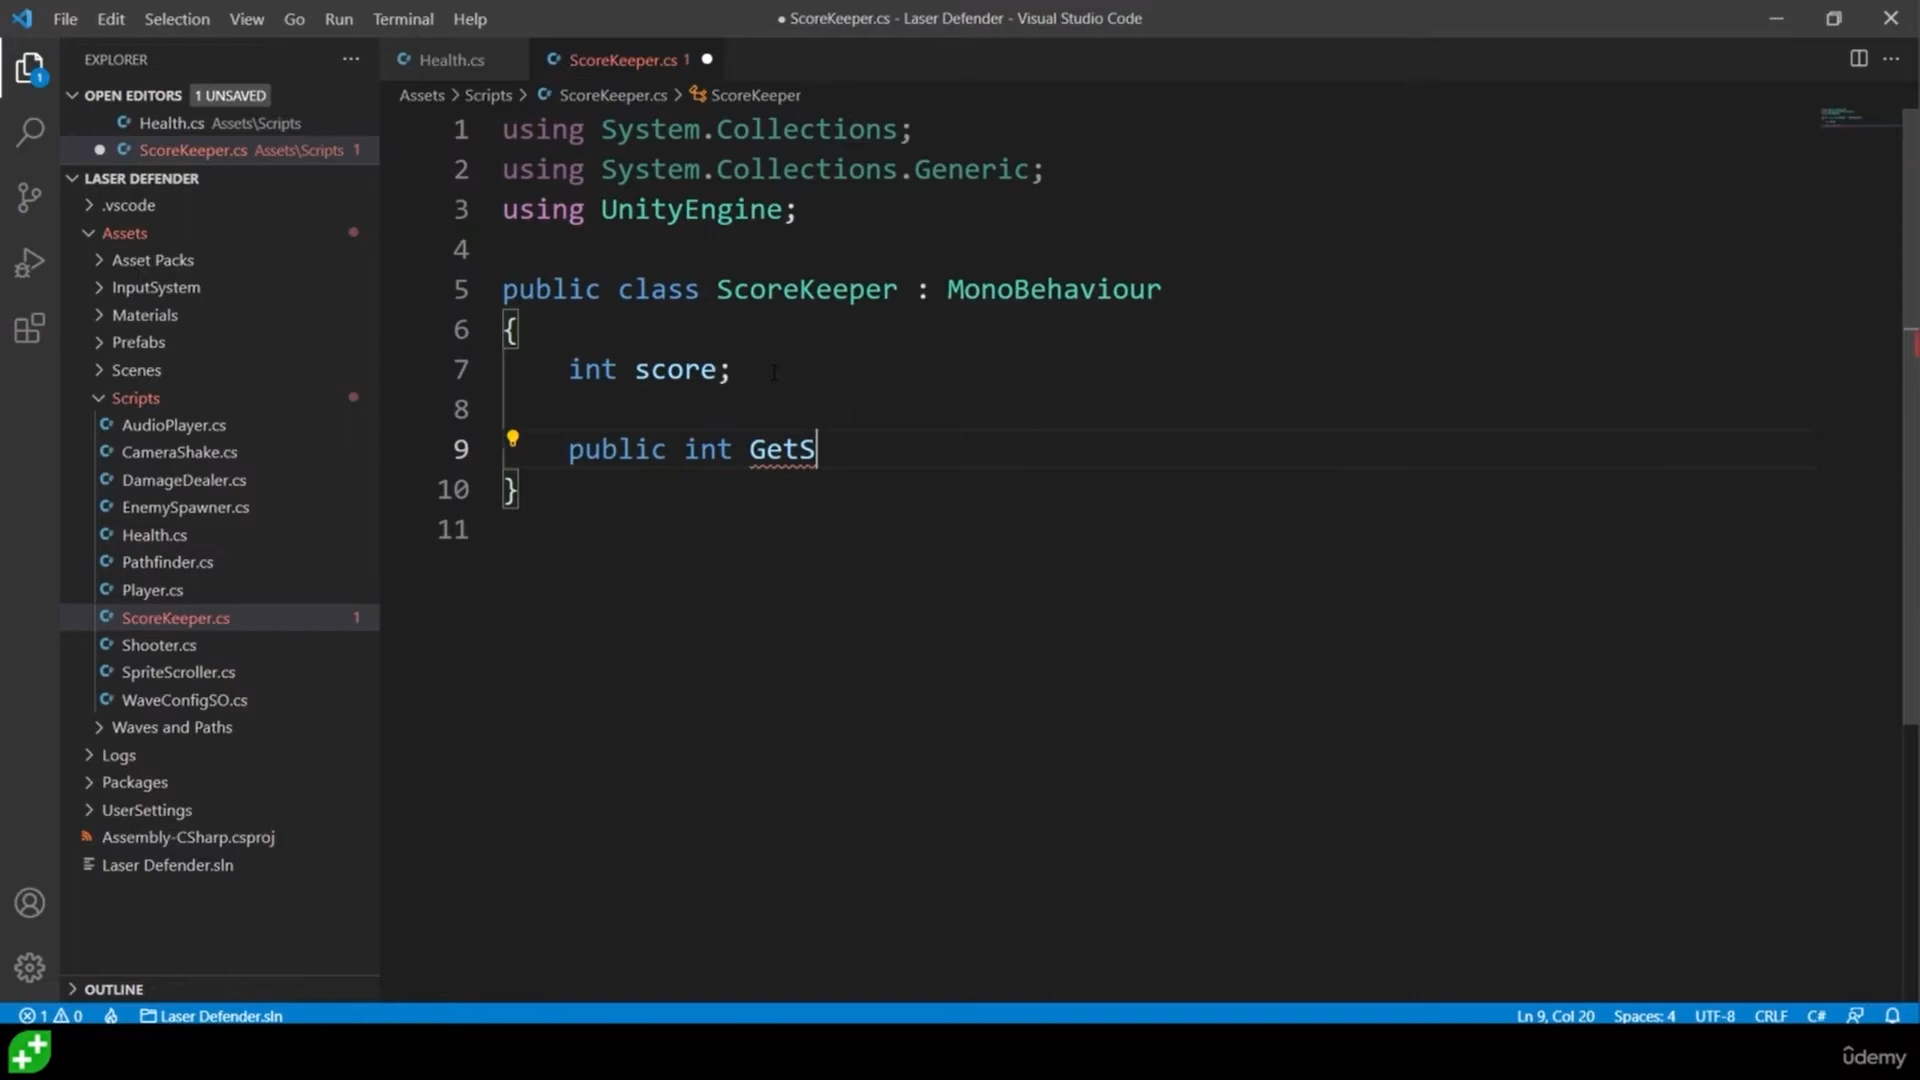 File Edit Selection View Go Run Terminal Help
● ScoreKeeper.cs - Laser Defender - Visual Studio Code
EXPLORER
Health.cs
ScoreKeeper.cs 1
OPEN EDITORS 1 UNSAVED
Health.cs Assets\Scripts
ScoreKeeper.cs Assets\Scripts 1
LASER DEFENDER
.vscode
Assets
Asset Packs
InputSystem
Materials
Prefabs
Scenes
Scripts
AudioPlayer.cs
CameraShake.cs
DamageDealer.cs
EnemySpawner.cs
Health.cs
Pathfinder.cs
Player.cs
ScoreKeeper.cs 1
Shooter.cs
SpriteScroller.cs
WaveConfigSO.cs
Waves and Paths
Logs
Packages
UserSettings
Assembly-CSharp.csproj
Laser Defender.sln
OUTLINE
Assets > Scripts > ScoreKeeper.cs > ScoreKeeper
1 using System.Collections;
2 using System.Collections.Generic;
3 using UnityEngine;
4
5 public class ScoreKeeper : MonoBehaviour
6 {
7 int score;
8
9 public int GetS
10 }
11
1 0 Laser Defender.sln
Ln 9, Col 20 Spaces: 4 UTF-8 CRLF C#
1
udemy